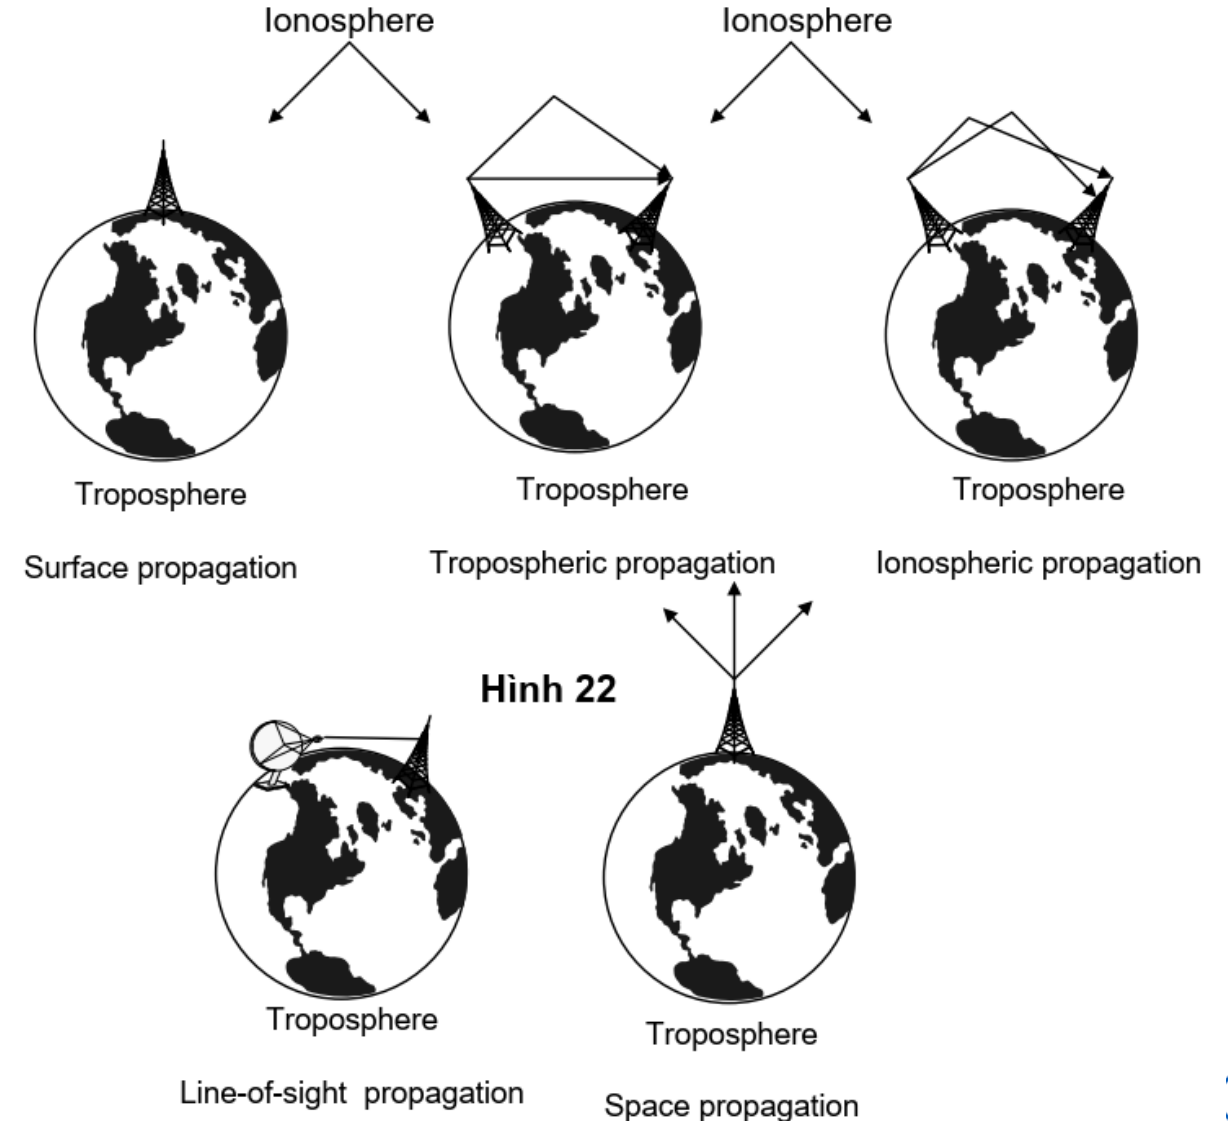 Ionosphere
Ionosphere
Troposphere
Troposphere
Troposphere
Surface propagation
Tropospheric propagation
Ionospheric propagation
Hình 22
Troposphere
Troposphere
Line-of-sight propagation
Space propagation